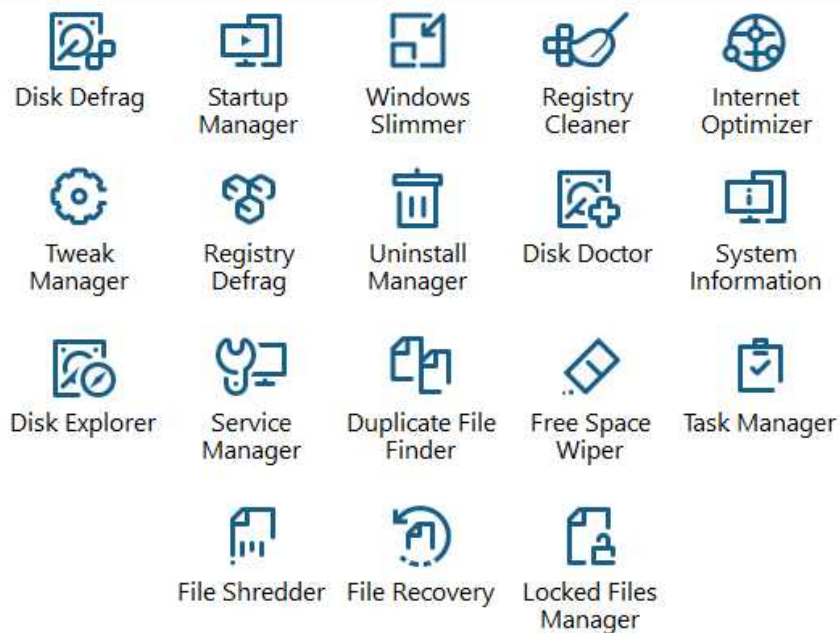 Disk Defrag
Startup
Manager
Windows
Slimmer
Registry
Cleaner
Internet
Optimizer
Tweak
Manager
Registry
Defrag
Uninstall
Manager
Disk Doctor
System
Information
Disk Explorer
Service
Manager
Duplicate File
Finder
Free Space
Wiper
Task Manager
File Shredder
File Recovery
Locked Files
Manager